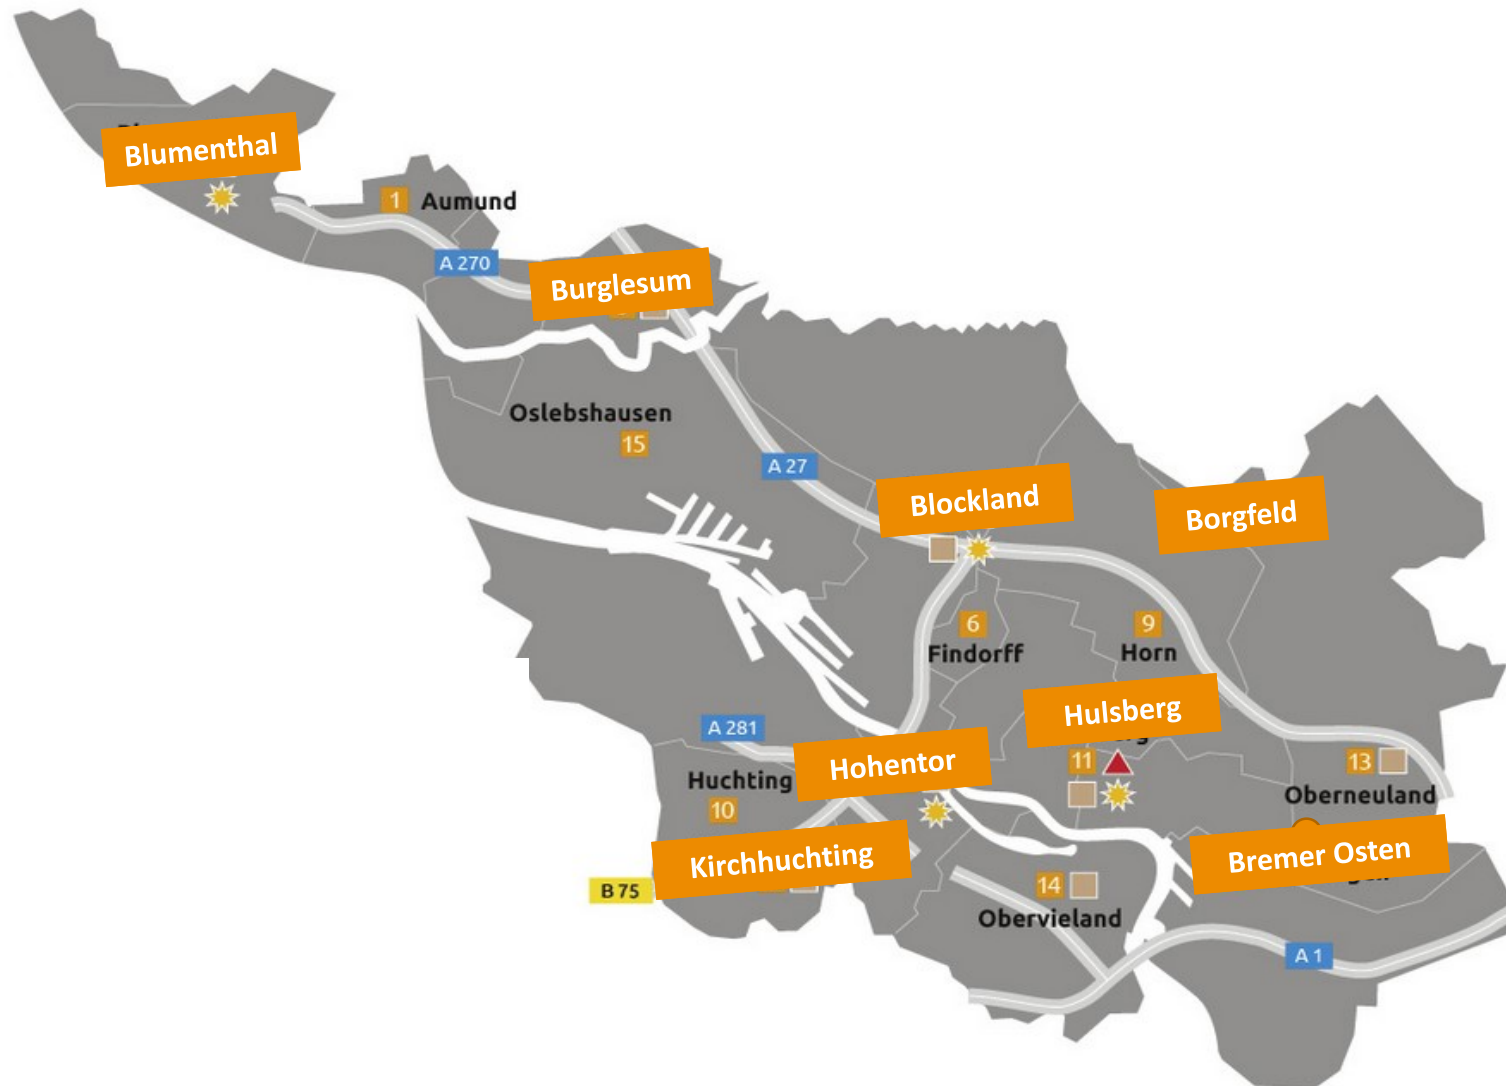 Blumenthal
1 Aumund
A 270
Burglesum
Oslebshausen
15
A 27
Blockland
Borgfeld
6
Findorff
9
Horn
Hulsberg
A 281
Hohentor
11
13
Huchting
10
Oberneuland
Kirchhuchting
Bremer Osten
B 75
14
Obervieland
A 1